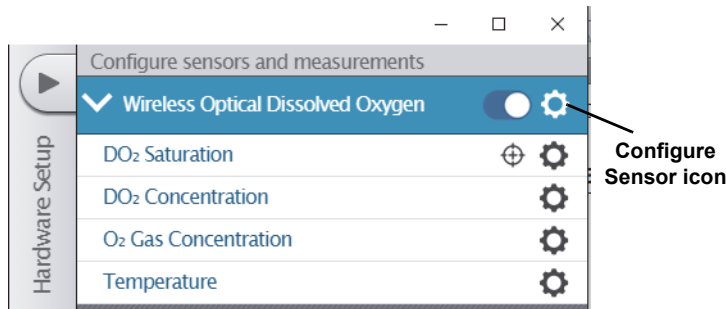 Configure sensors and measurements
Wireless Optical Dissolved Oxygen
DO₂ Saturation
DO₂ Concentration
O₂ Gas Concentration
Temperature
Hardware Setup
Configure
Sensor icon